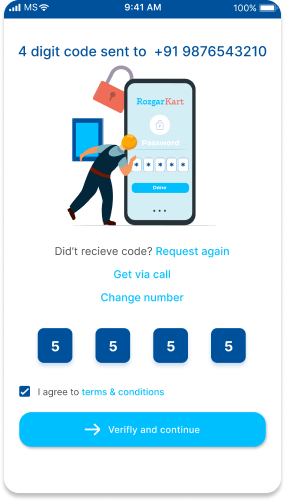 MS 9:41 AM 100%
4 digit code sent to +91 9876543210
RozgarKart
Password
* * * * *
Done
Did't recieve code? Request again
Get via call
Change number
5 5 5 5
I agree to terms & conditions
Verifly and continue